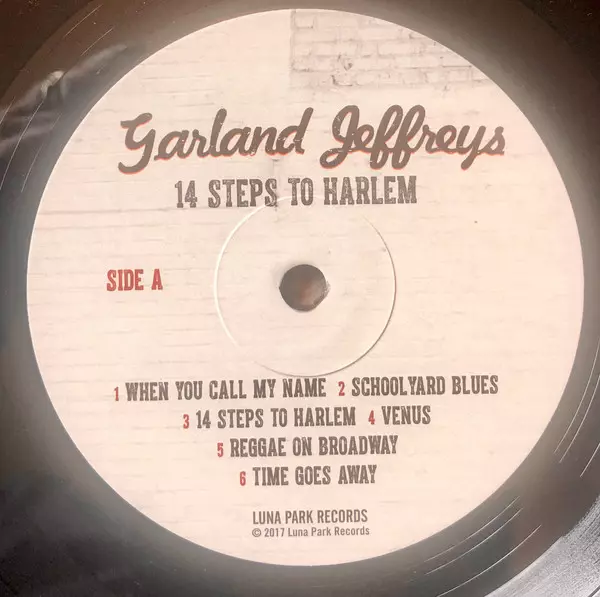 Garland Jeffreys
14 STEPS TO HARLEM
SIDE A
1 WHEN YOU CALL MY NAME 2 SCHOOLYARD BLUES
3 14 STEPS TO HARLEM 4 VENUS
5 REGGAE ON BROADWAY
6 TIME GOES AWAY
LUNA PARK RECORDS
© 2017 Luna Park Records